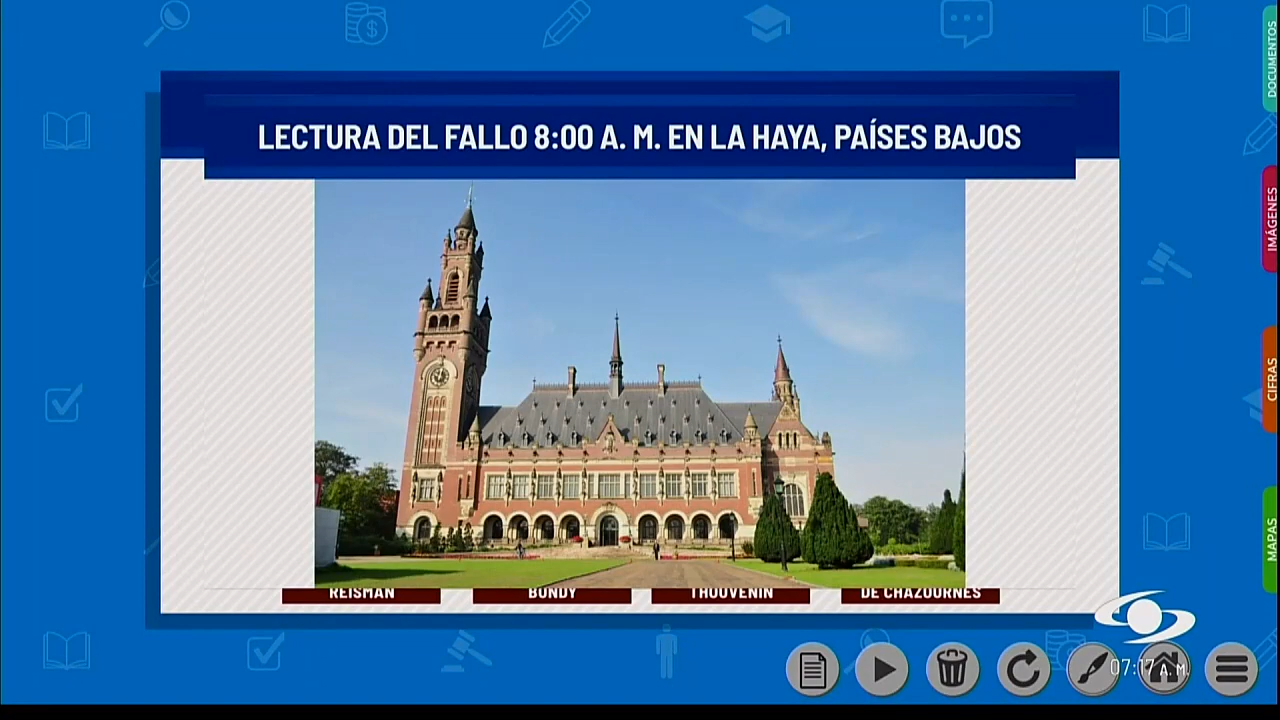 LECTURA DEL FALLO 8:00 A. M. EN LA HAYA, PAÍSES BAJOS
DOCUMENTOS
IMÁGENES
CIFRAS
MAPAS
REISMAN
BUNDY
THOUVENIN
DE CHAZOURNES
07:17 A.M.